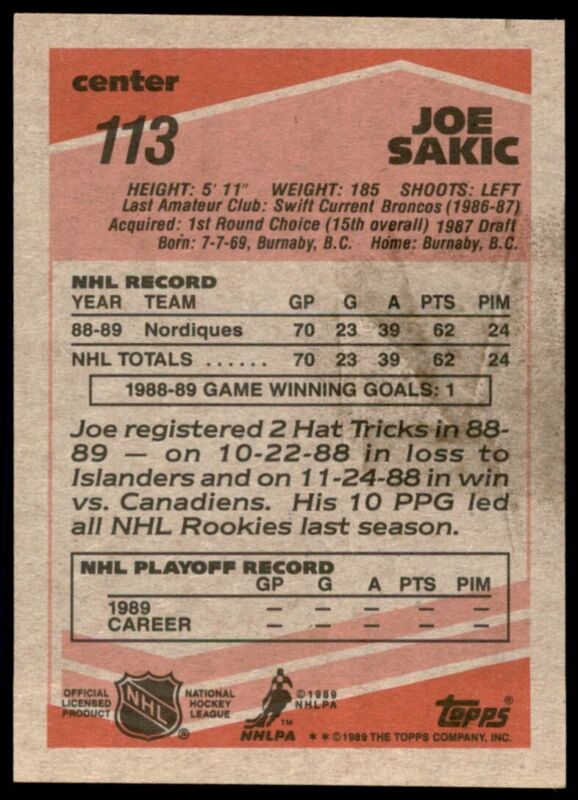 center
113
JOE
SAKIC
HEIGHT: 5' 11" WEIGHT: 185 SHOOTS: LEFT
Last Amateur Club: Swift Current Broncos (1986-87)
Acquired: 1st Round Choice (15th overall) 1987 Draft
Born: 7-7-69, Burnaby, B.C. Home: Burnaby, B.C.
NHL RECORD
YEAR TEAM GP G A PTS PIM
88-89 Nordiques 70 23 39 62 24
NHL TOTALS ...... 70 23 39 62 24
1988-89 GAME WINNING GOALS: 1
Joe registered 2 Hat Tricks in 88-
89 — on 10-22-88 in loss to
Islanders and on 11-24-88 in win
vs. Canadiens. His 10 PPG led
all NHL Rookies last season.
NHL PLAYOFF RECORD
GP G A PTS PIM
1989 — — — — —
CAREER — — — — —
OFFICIAL
LICENSED
PRODUCT
NHL ®
NATIONAL
HOCKEY
LEAGUE
©1989
NHLPA
TM
NHLPA
topps®
**©1989 THE TOPPS COMPANY, INC.